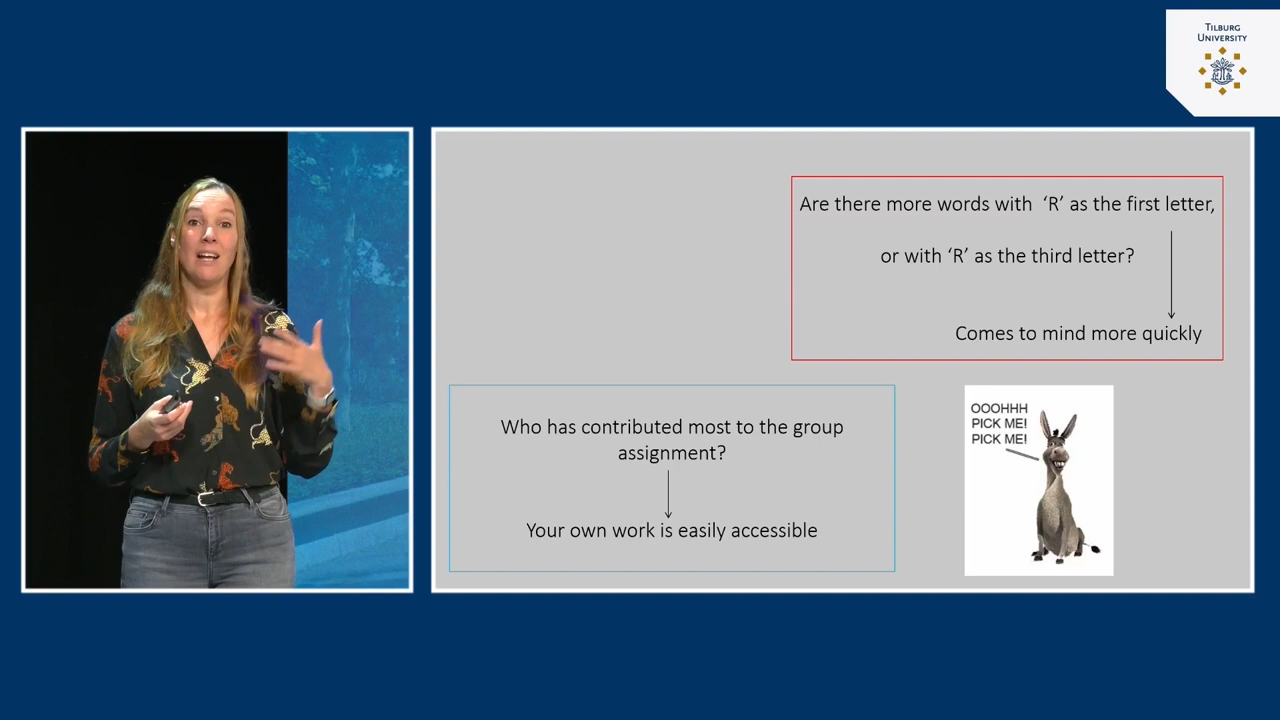 TILBURG
UNIVERSITY
Are there more words with ‘R’ as the first letter,
or with ‘R’ as the third letter?
Comes to mind more quickly
Who has contributed most to the group
assignment?
Your own work is easily accessible
OOOHHH
PICK ME!
PICK ME!